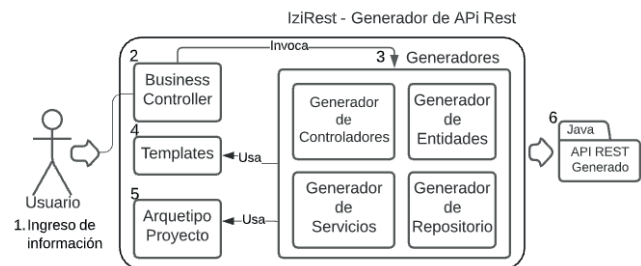 IziRest - Generador de APi Rest
Invoca
2
Business
Controller
3 Generadores
Generador
de
Controladores
Generador
de
Entidades
4
Templates
Usa
5
Arquetipo
Proyecto
Usa
Generador
de
Servicios
Generador
de
Repositorio
6
Java
API REST
Generado
Usuario
1. Ingreso de
información